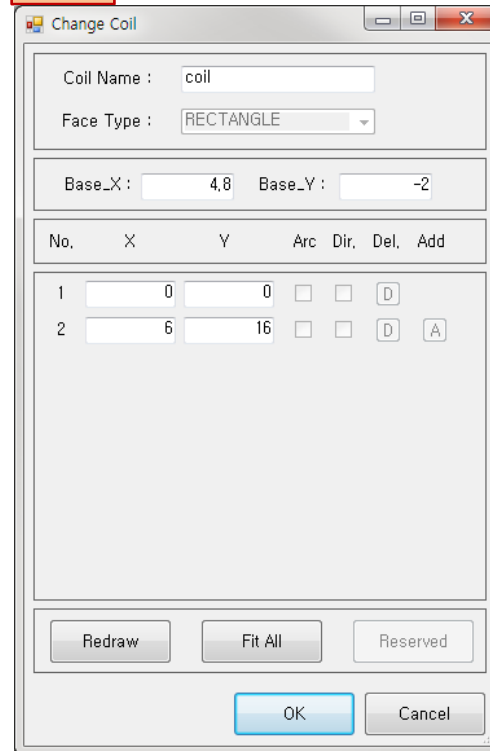 Change Coil
Coil Name : coil
Face Type : RECTANGLE
Base_X : 4.8 Base_Y : -2
No. X Y Arc Dir. Del. Add
1 0 0 D
2 6 16 D A
Redraw Fit All Reserved
OK Cancel